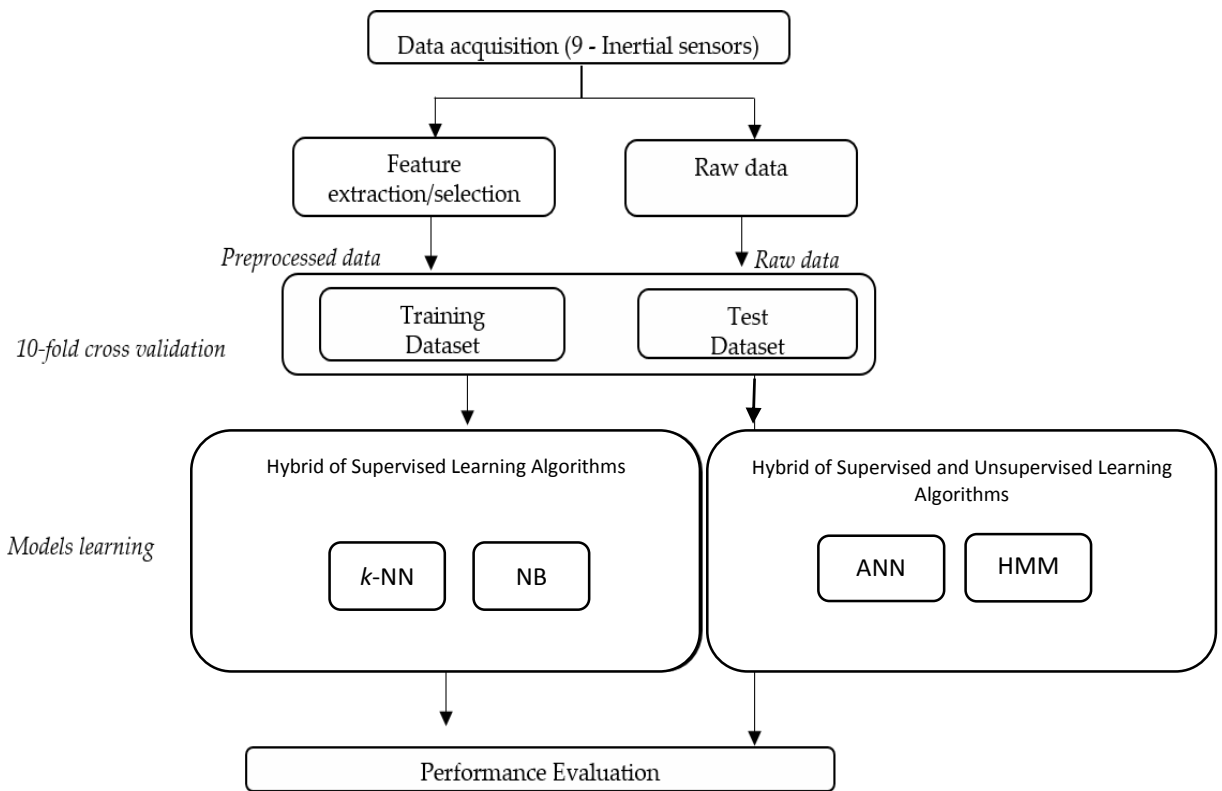 Data acquisition (9 - Inertial sensors)
Feature
extraction/selection
Raw data
Preprocessed data
Raw data
Training
Dataset
Test
Dataset
10-fold cross validation
Hybrid of Supervised Learning Algorithms
Hybrid of Supervised and Unsupervised Learning
Algorithms
Models learning
k-NN
NB
ANN
HMM
Performance Evaluation